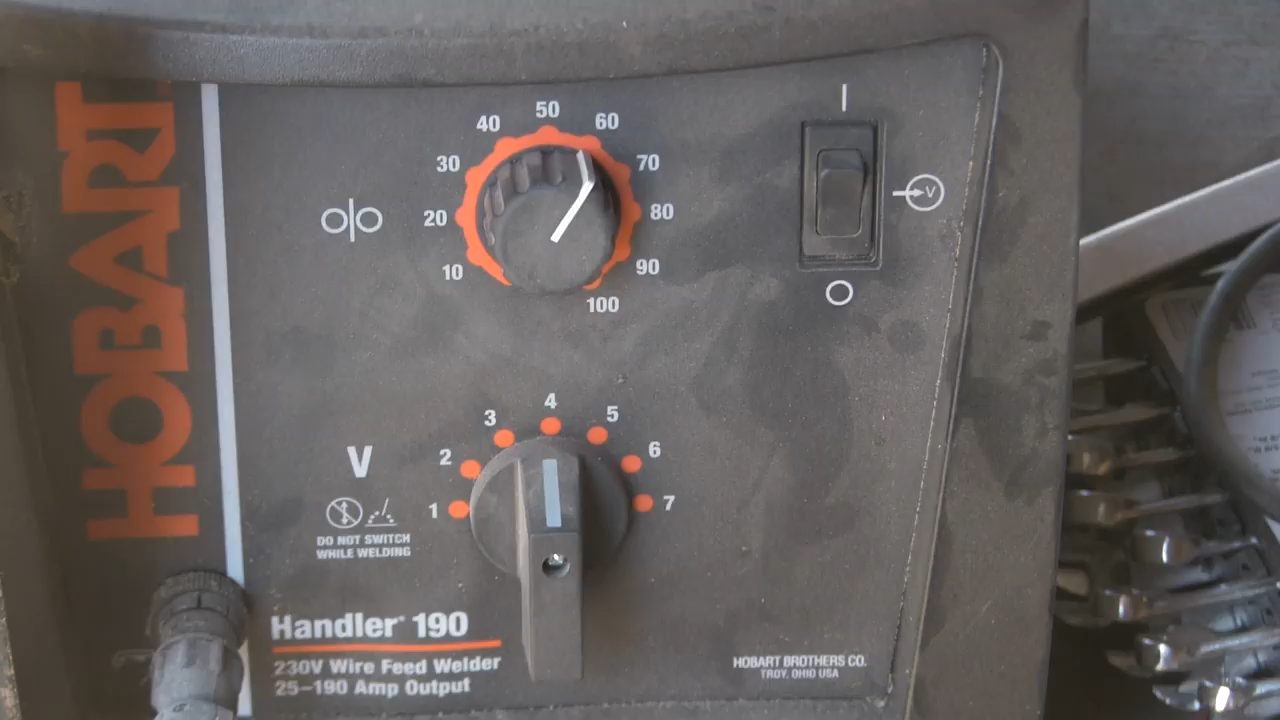 HOBART
10
20
30
40
50
60
70
80
90
100
I
V
O
V
1
2
3
4
5
6
7
DO NOT SWITCH
WHILE WELDING
Handler 190
230V Wire Feed Welder
25-190 Amp Output
HOBART BROTHERS CO.
TROY, OHIO USA